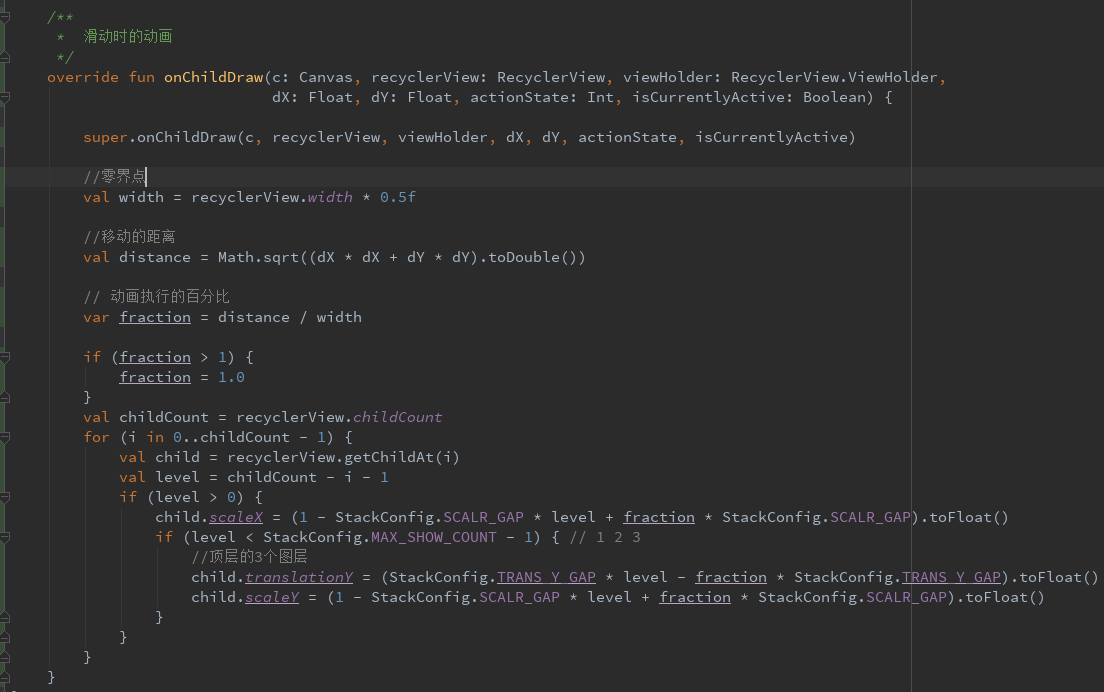 /**
 *  滑动时的动画
 */
override fun onChildDraw(c: Canvas, recyclerView: RecyclerView, viewHolder: RecyclerView.ViewHolder,
                         dX: Float, dY: Float, actionState: Int, isCurrentlyActive: Boolean) {

    super.onChildDraw(c, recyclerView, viewHolder, dX, dY, actionState, isCurrentlyActive)

    //零界点
    val width = recyclerView.width * 0.5f

    //移动的距离
    val distance = Math.sqrt((dX * dX + dY * dY).toDouble())

    // 动画执行的百分比
    var fraction = distance / width

    if (fraction > 1) {
        fraction = 1.0
    }
    val childCount = recyclerView.childCount
    for (i in 0..childCount - 1) {
        val child = recyclerView.getChildAt(i)
        val level = childCount - i - 1
        if (level > 0) {
            child.scaleX = (1 - StackConfig.SCALR_GAP * level + fraction * StackConfig.SCALR_GAP).toFloat()
            if (level < StackConfig.MAX_SHOW_COUNT - 1) { // 1 2 3
                //顶层的3个图层
                child.translationY = (StackConfig.TRANS_Y_GAP * level - fraction * StackConfig.TRANS_Y_GAP).toFloat()
                child.scaleY = (1 - StackConfig.SCALR_GAP * level + fraction * StackConfig.SCALR_GAP).toFloat()
            }
        }
    }
}